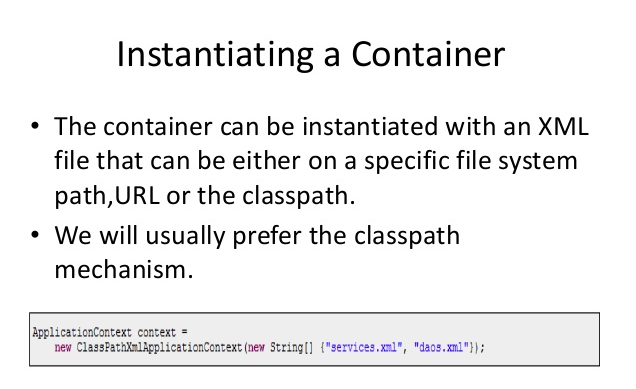 Instantiating a Container
• The container can be instantiated with an XML
file that can be either on a specific file system
path,URL or the classpath.
• We will usually prefer the classpath
mechanism.
ApplicationContext context =
new ClassPathXmlApplicationContext(new String[] {"services.xml", "daos.xml"});